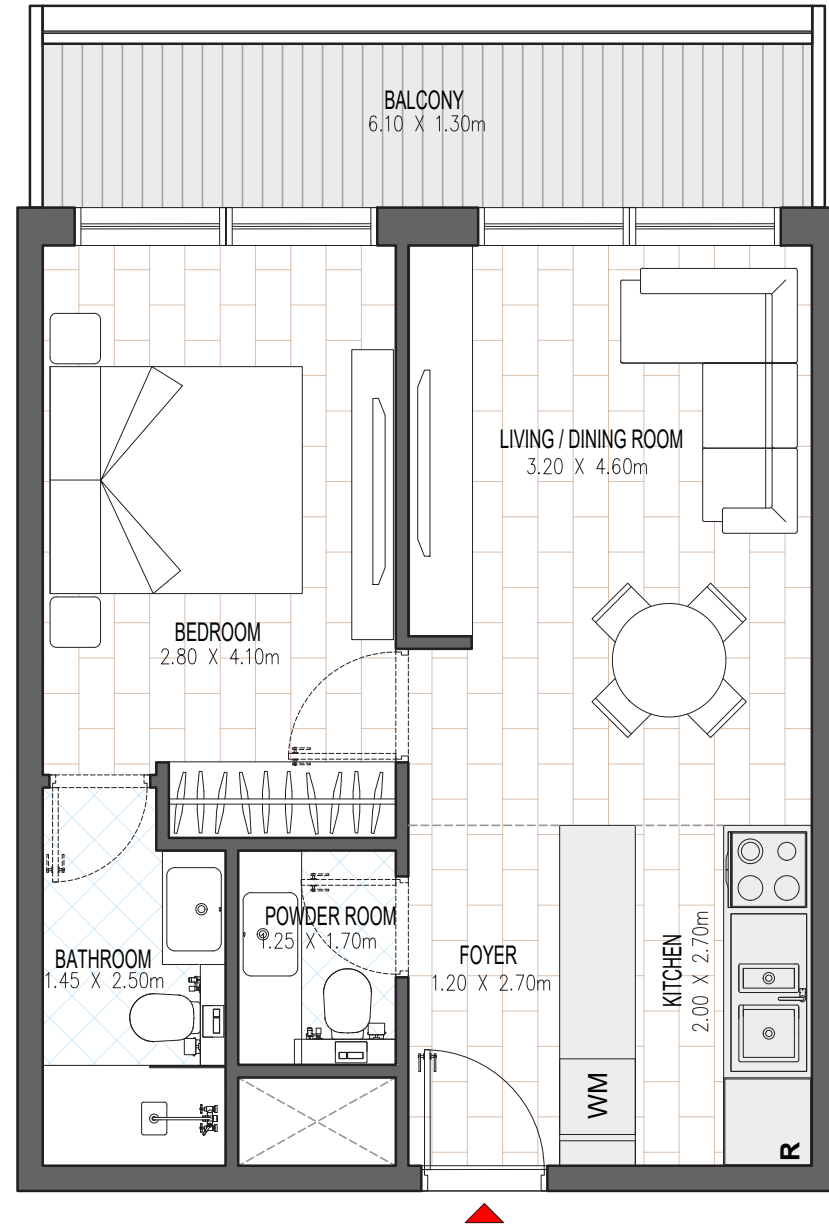 BALCONY
6.10 X 1.30m
LIVING / DINING ROOM
3.20 X 4.60m
BEDROOM
2.80 X 4.10m
POWDER ROOM
1.25 X 1.70m
BATHROOM
1.45 X 2.50m
FOYER
1.20 X 2.70m
KITCHEN
2.00 X 2.70m
WM
R